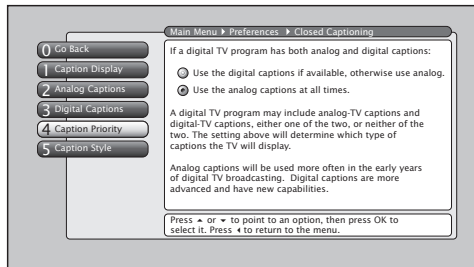 Main Menu ▸ Preferences ▸ Closed Captioning
0 Go Back
1 Caption Display
2 Analog Captions
3 Digital Captions
4 Caption Priority
5 Caption Style
If a digital TV program has both analog and digital captions:
Use the digital captions if available, otherwise use analog.
Use the analog captions at all times.
A digital TV program may include analog-TV captions and
digital-TV captions, either one of the two, or neither of the
two. The setting above will determine which type of
captions the TV will display.
Analog captions will be used more often in the early years
of digital TV broadcasting. Digital captions are more
advanced and have new capabilities.
Press ▴ or ▾ to point to an option, then press OK to
select it. Press ◂ to return to the menu.